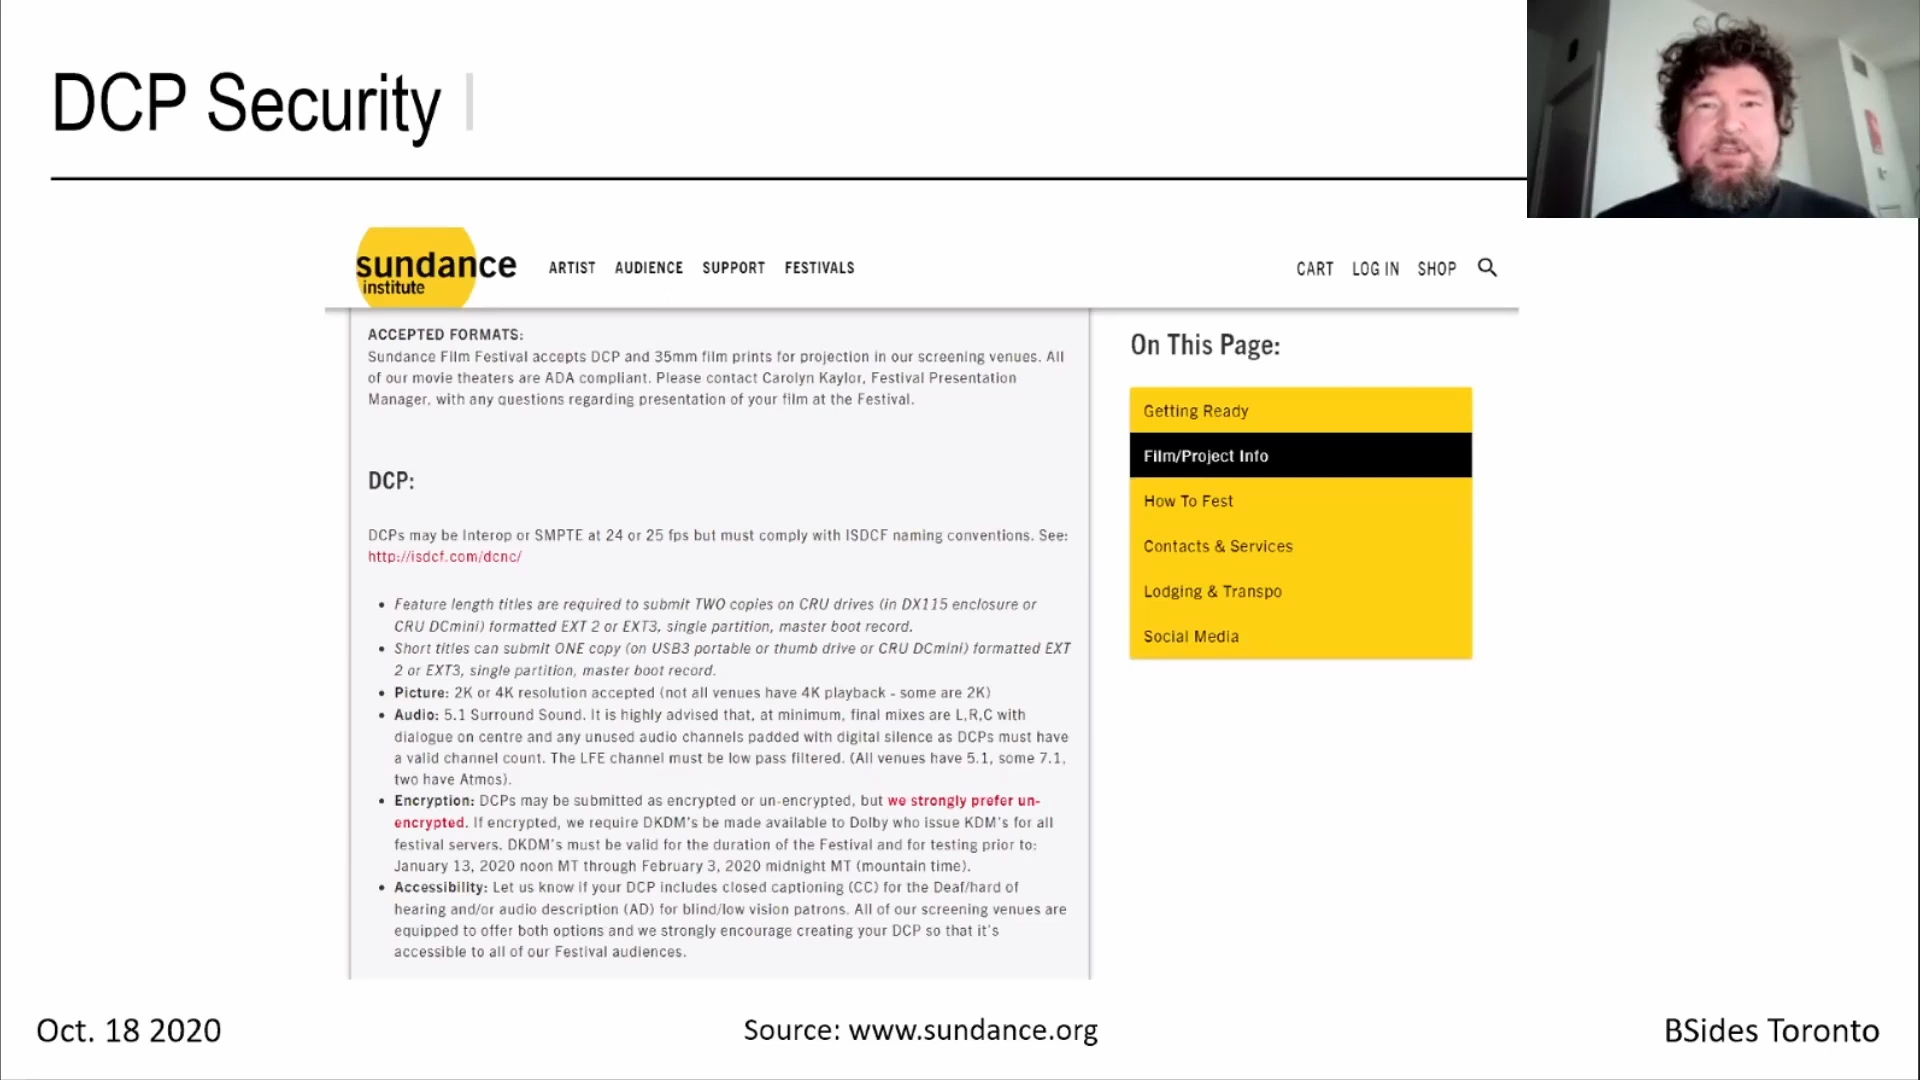 DCP Security
sundance
institute
ARTIST AUDIENCE SUPPORT FESTIVALS
CART LOG IN SHOP
ACCEPTED FORMATS:
Sundance Film Festival accepts DCP and 35mm film prints for projection in our screening venues. All
of our movie theaters are ADA compliant. Please contact Carolyn Kaylor, Festival Presentation
Manager, with any questions regarding presentation of your film at the Festival.
DCP:
DCPs may be Interop or SMPTE at 24 or 25 fps but must comply with ISDCF naming conventions. See:
http://isdcf.com/dcnc/
• Feature length titles are required to submit TWO copies on CRU drives (in DX115 enclosure or
CRU DCmini) formatted EXT 2 or EXT3, single partition, master boot record.
• Short titles can submit ONE copy (on USB3 portable or thumb drive or CRU DCmini) formatted EXT
2 or EXT3, single partition, master boot record.
• Picture: 2K or 4K resolution accepted (not all venues have 4K playback - some are 2K)
• Audio: 5.1 Surround Sound. It is highly advised that, at minimum, final mixes are L,R,C with
dialogue on centre and any unused audio channels padded with digital silence as DCPs must have
a valid channel count. The LFE channel must be low pass filtered. (All venues have 5.1, some 7.1,
two have Atmos).
• Encryption: DCPs may be submitted as encrypted or un-encrypted, but we strongly prefer un-
encrypted. If encrypted, we require DKDM's be made available to Dolby who issue KDM's for all
festival servers. DKDM's must be valid for the duration of the Festival and for testing prior to:
January 13, 2020 noon MT through February 3, 2020 midnight MT (mountain time).
• Accessibility: Let us know if your DCP includes closed captioning (CC) for the Deaf/hard of
hearing and/or audio description (AD) for blind/low vision patrons. All of our screening venues are
equipped to offer both options and we strongly encourage creating your DCP so that it's
accessible to all of our Festival audiences.
On This Page:
Getting Ready
Film/Project Info
How To Fest
Contacts & Services
Lodging & Transpo
Social Media
Oct. 18 2020
Source: www.sundance.org
BSides Toronto